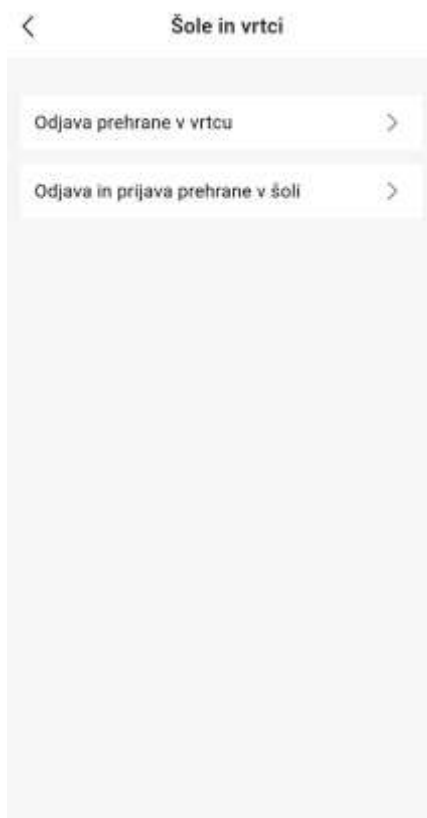 Šole in vrtci
Odjava prehrane v vrtcu
Odjava in prijava prehrane v šoli